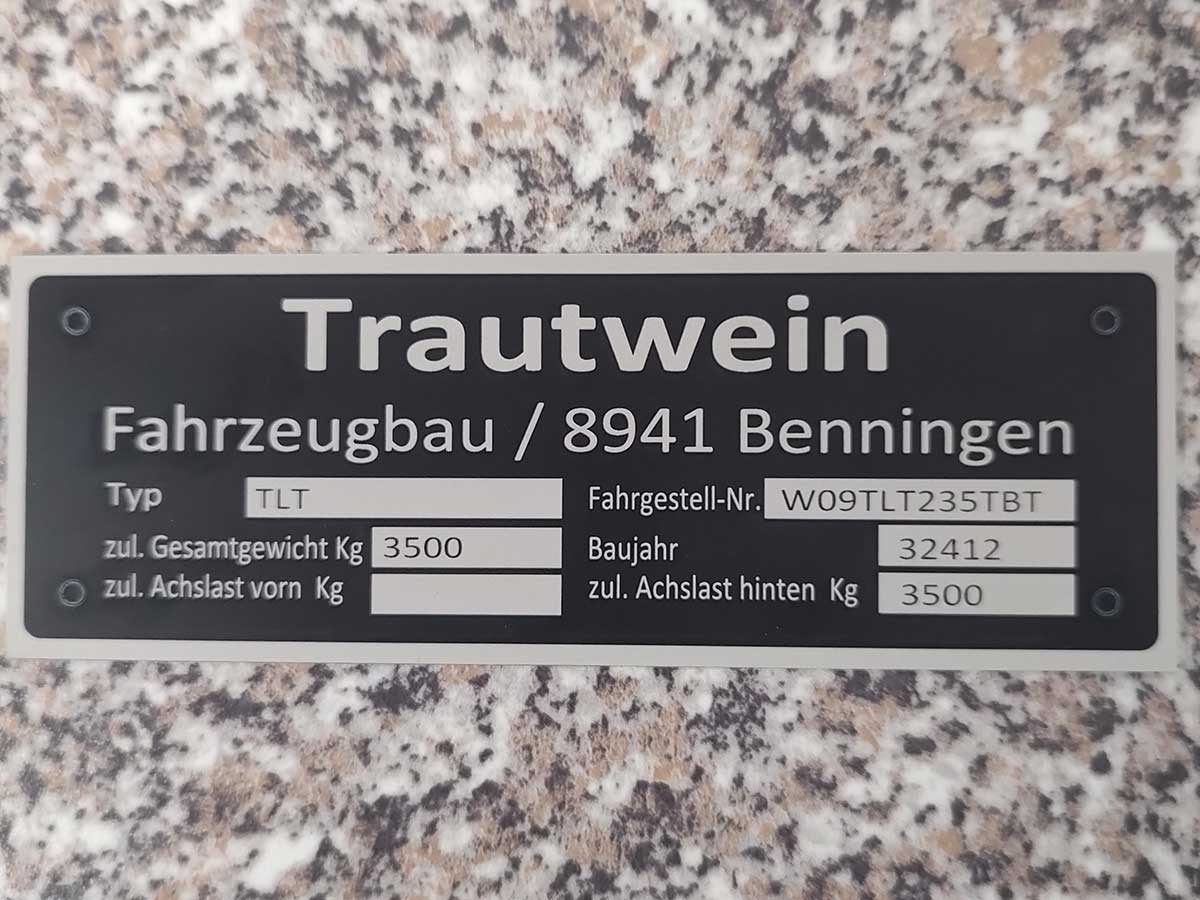 Trautwein
Fahrzeugbau / 8941 Benningen
Typ TLT Fahrgestell-Nr. W09TLT235TBT
zul. Gesamtgewicht Kg 3500 Baujahr 32412
zul. Achslast vorn Kg zul. Achslast hinten Kg 3500